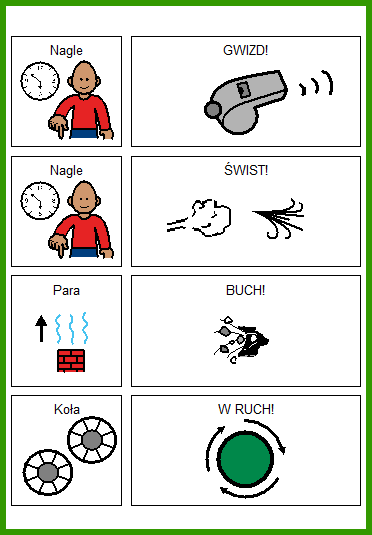 Nagle
GWIZD!
Nagle
ŚWIST!
Para
BUCH!
Koła
W RUCH!